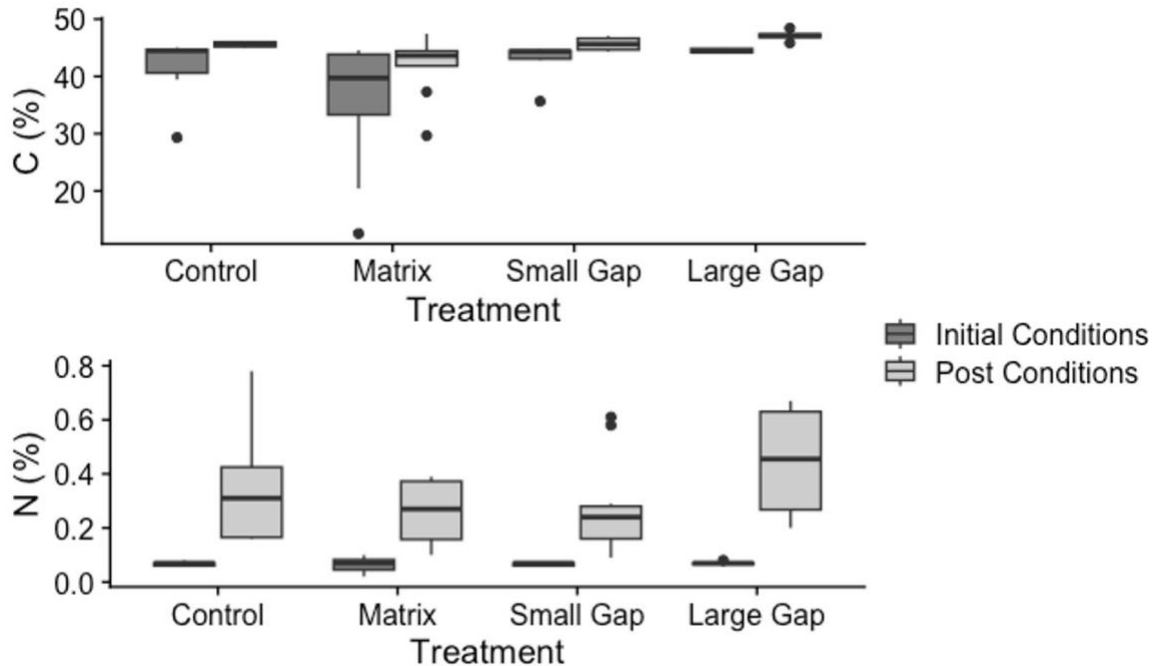 50
40
30
20
C (%)
Control Matrix Small Gap Large Gap
Treatment
Initial Conditions
Post Conditions
0.8
0.6
0.4
0.2
0.0
N (%)
Control Matrix Small Gap Large Gap
Treatment